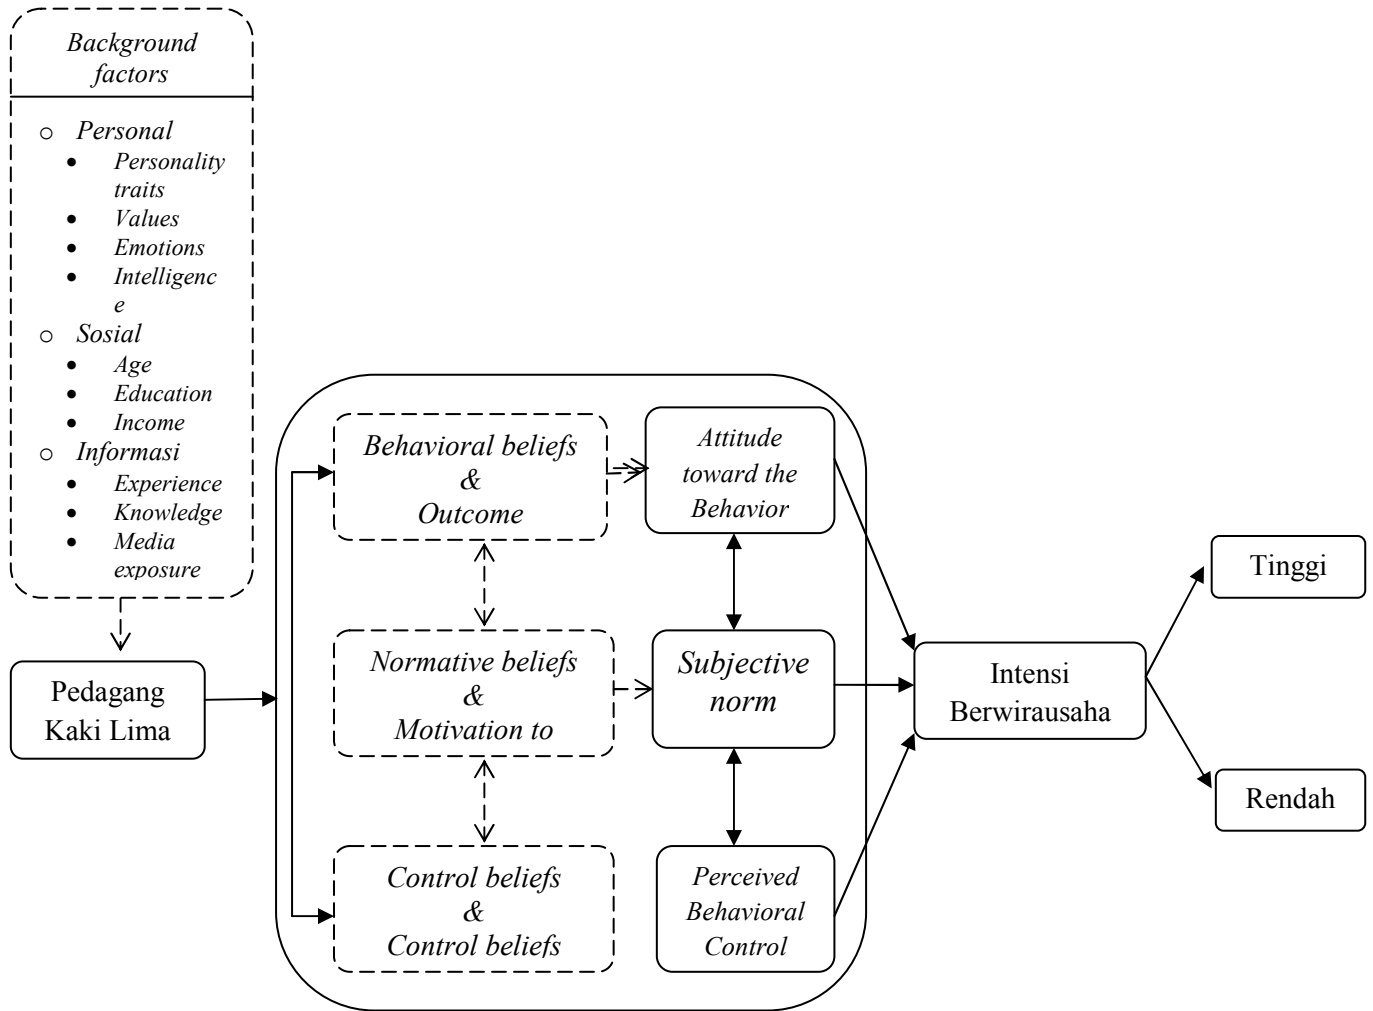 Background
factors
o Personal
• Personality
traits
• Values
• Emotions
• Intelligenc
e
o Sosial
• Age
• Education
• Income
o Informasi
• Experience
• Knowledge
• Media
exposure
Pedagang
Kaki Lima
Behavioral beliefs
&
Outcome
Normative beliefs
&
Motivation to
Control beliefs
&
Control beliefs
Attitude
toward the
Behavior
Subjective
norm
Perceived
Behavioral
Control
Intensi
Berwirausaha
Tinggi
Rendah